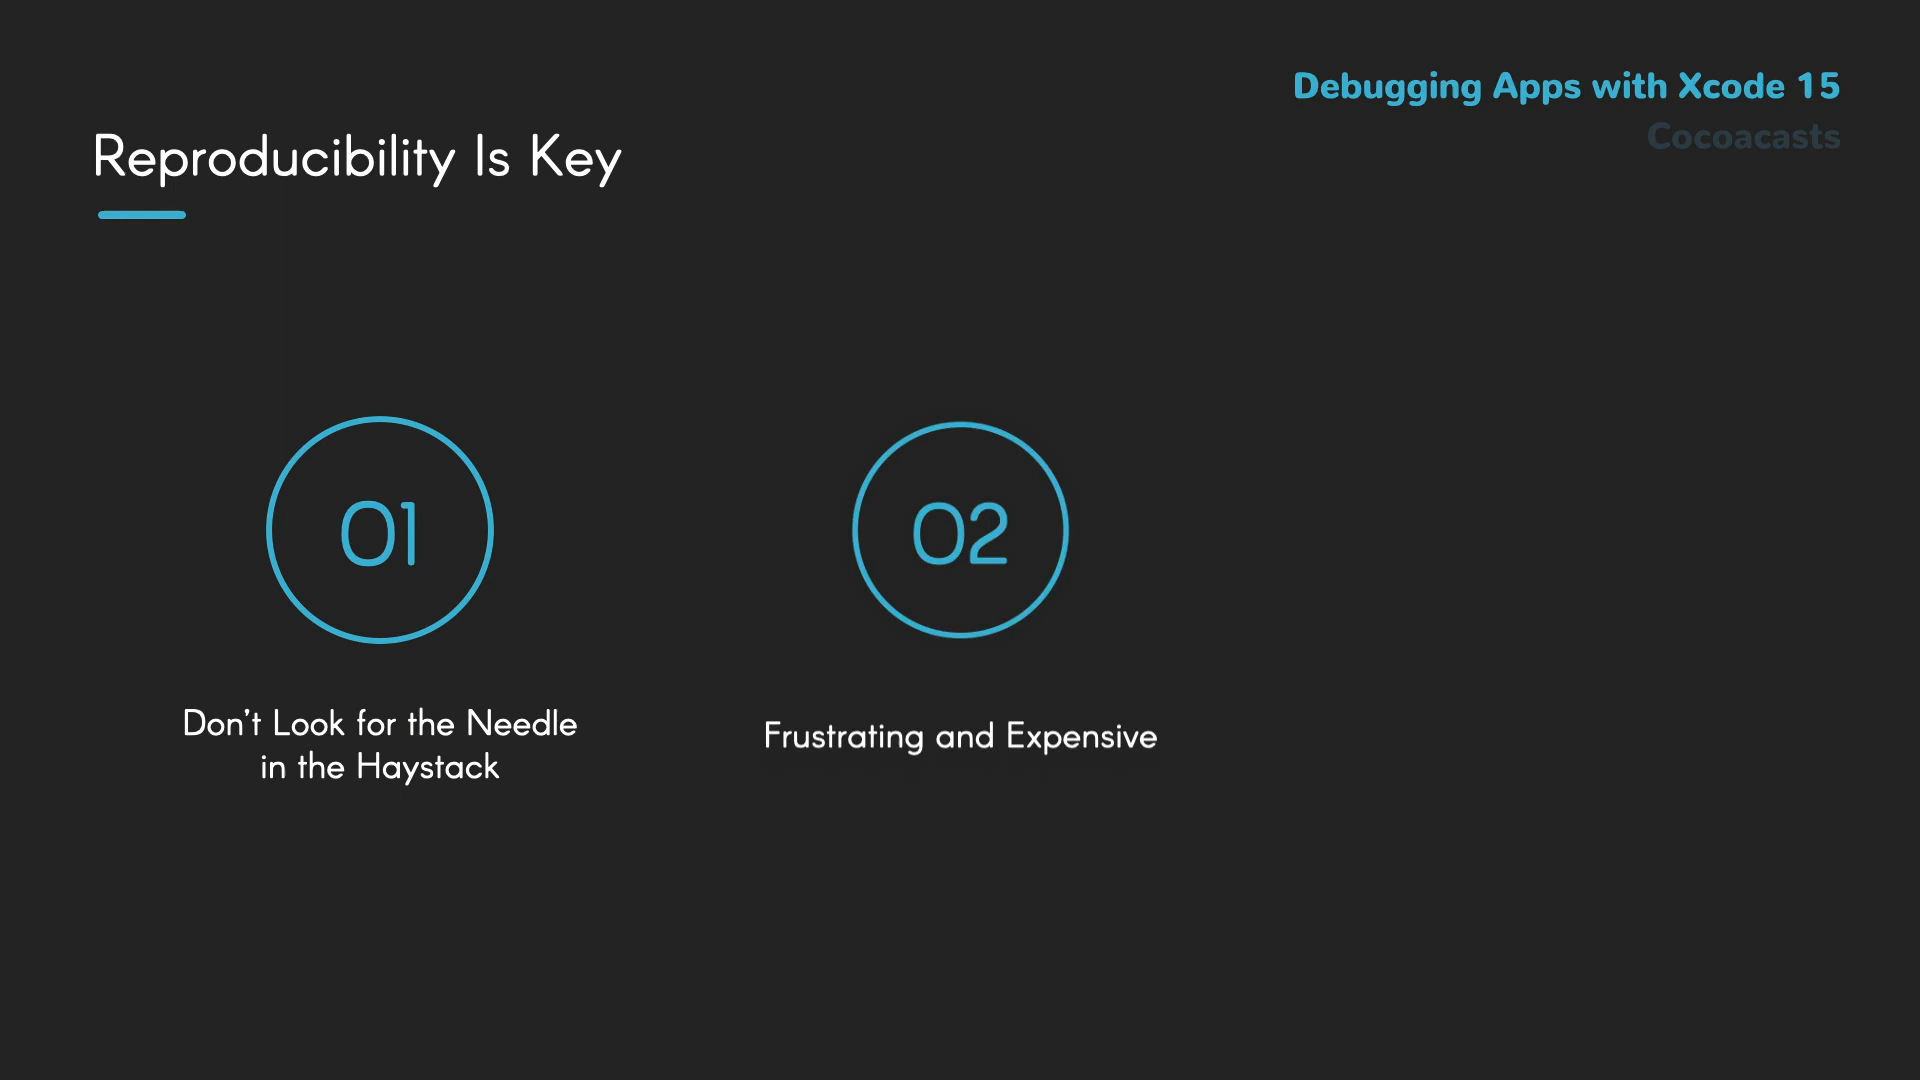 Debugging Apps with Xcode 15
Cocoacasts
Reproducibility Is Key
01
02
Don't Look for the Needle
in the Haystack
Frustrating and Expensive